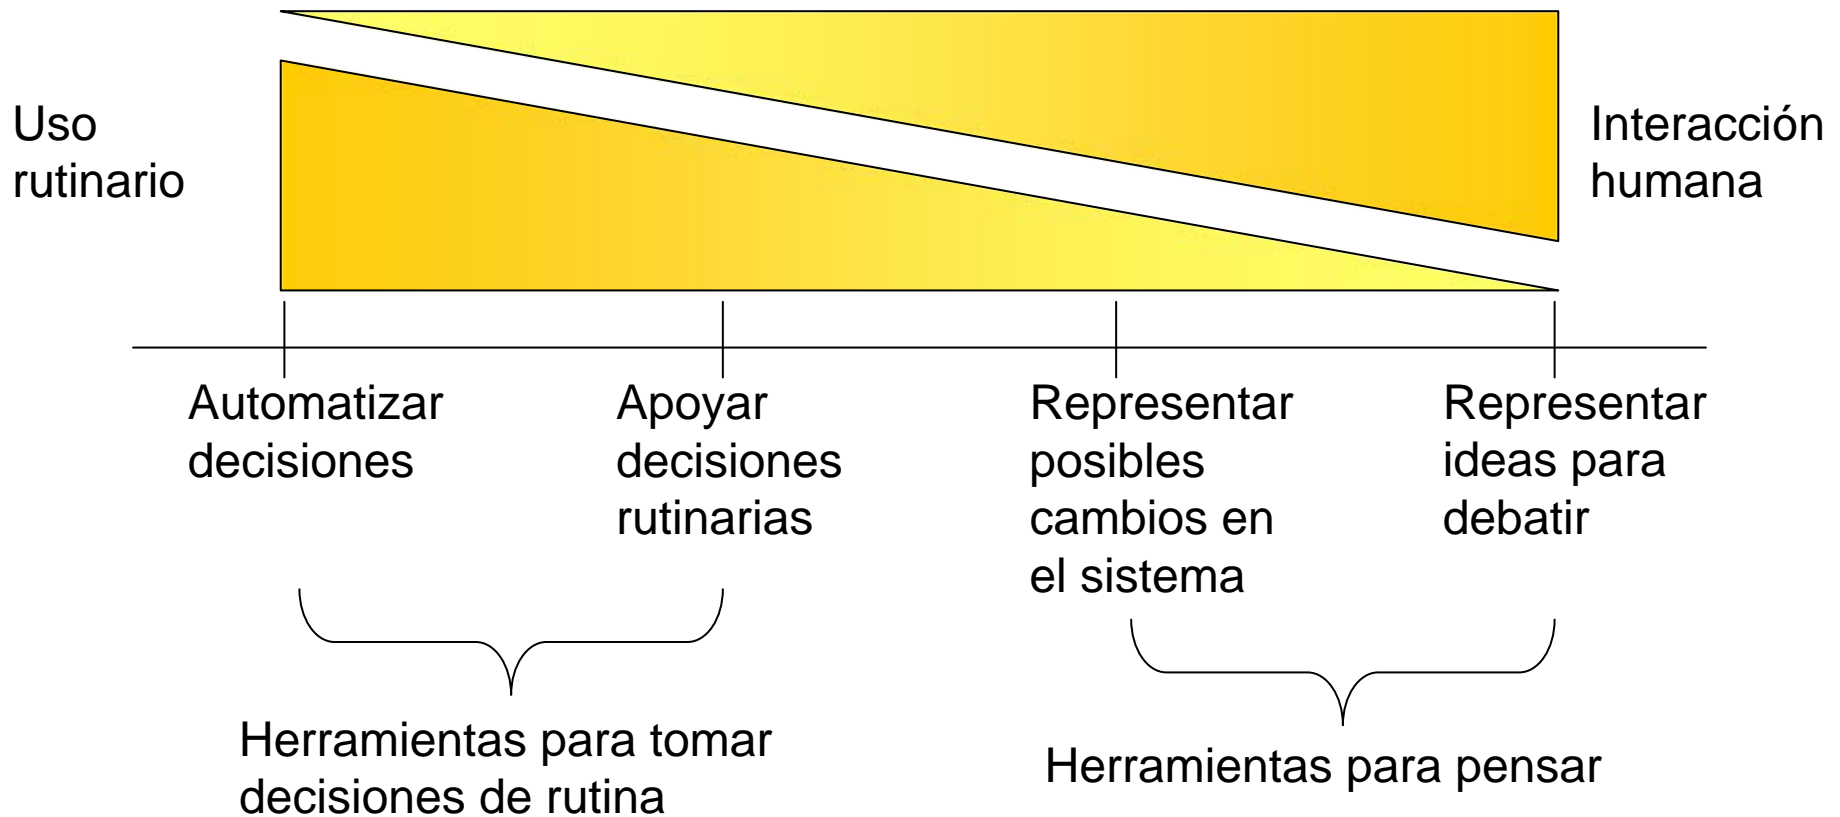 Uso
rutinario
Interacción
humana
Automatizar
decisiones
Apoyar
decisiones
rutinarias
Representar
posibles
cambios en
el sistema
Representar
ideas para
debatir
Herramientas para tomar
decisiones de rutina
Herramientas para pensar